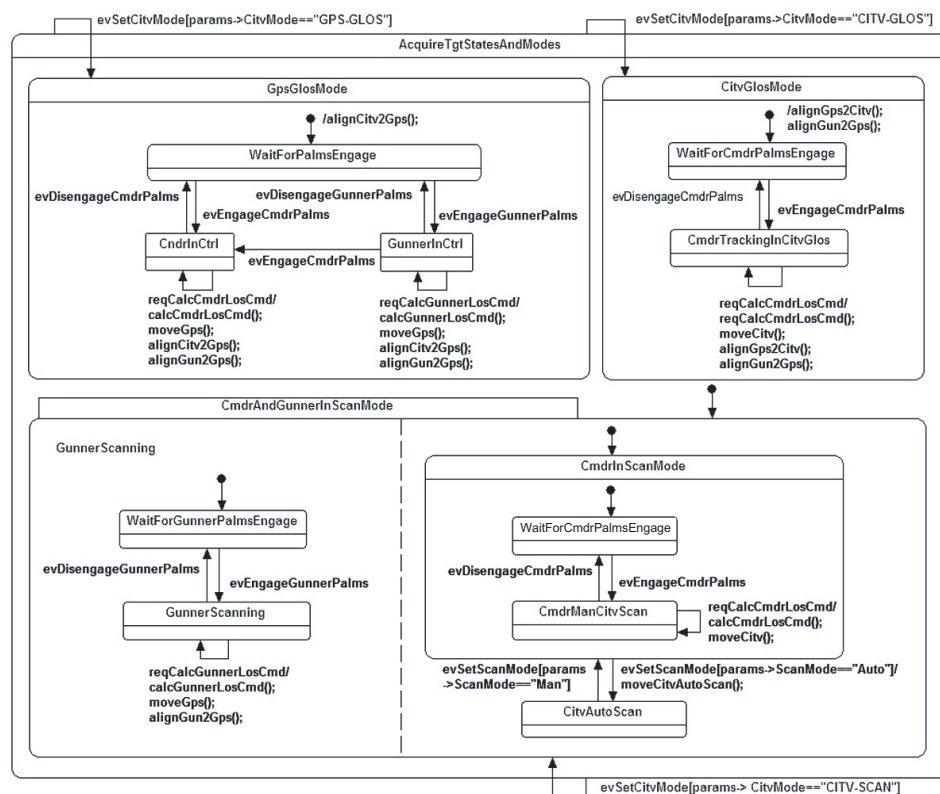 evSetCitvMode[params->CitvMode=="GPS-GLOS"]
evSetCitvMode[params->CitvMode=="CITV-GLOS"]
AcquireTgtStatesAndModes
GpsGlosMode
/alignCitv2Gps();
WaitForPalmsEngage
evDisengageCmdrPalms
evDisengageGunnerPalms
evEngageCmdrPalms
evEngageGunnerPalms
CndrInCtrl
GunnerInCtrl
evEngageCmdrPalms
reqCalcCmdrLosCmd/
calcCmdrLosCmd();
moveGps();
alignCitv2Gps();
alignGun2Gps();
reqCalcGunnerLosCmd/
calcGunnerLosCmd();
moveGps();
alignCitv2Gps();
alignGun2Gps();
CitvGlosMode
/alignGps2Citv();
alignGun2Gps();
WaitForCmdrPalmsEngage
evDisengageCmdrPalms
evEngageCmdrPalms
CmdrTrackingInCitvGlos
reqCalcCmdrLosCmd/
reqCalcCmdrLosCmd();
moveCitv();
alignGps2Citv();
alignGun2Gps();
CmdrAndGunnerInScanMode
GunnerScanning
WaitForGunnerPalmsEngage
evDisengageGunnerPalms
evEngageGunnerPalms
GunnerScanning
reqCalcGunnerLosCmd/
calcGunnerLosCmd();
moveGps();
alignGun2Gps();
CmdrInScanMode
WaitForCmdrPalmsEngage
evDisengageCmdrPalms
evEngageCmdrPalms
CmdrManCitvScan
reqCalcCmdrLosCmd/
calcCmdrLosCmd();
moveCitv();
evSetScanMode[params
->ScanMode=="Man"]
evSetScanMode[params->ScanMode=="Auto"]/
moveCitvAutoScan();
CitvAutoScan
evSetCitvMode[params-> CitvMode=="CITV-SCAN"]